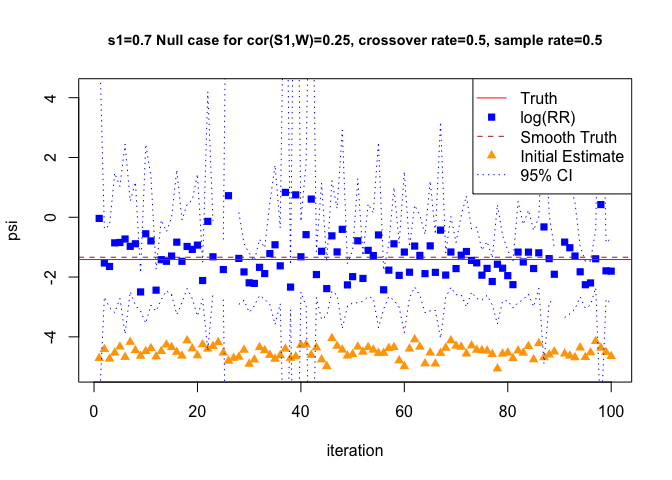 s1=0.7 Null case for cor(S1,W)=0.25, crossover rate=0.5, sample rate=0.5
Truth
log(RR)
Smooth Truth
Initial Estimate
95% CI
psi
4
2
0
-2
-4
0 20 40 60 80 100
iteration